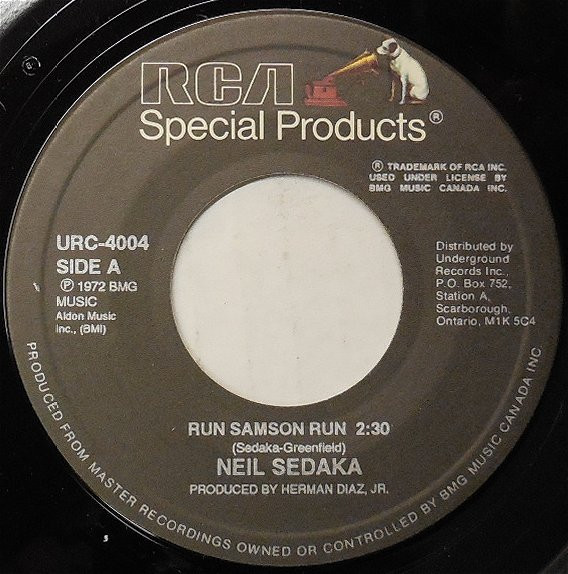 RCA
Special Products®
® TRADEMARK OF RCA INC.
USED UNDER LICENSE BY
BMG MUSIC CANADA INC.
URC-4004
SIDE A
℗ 1972 BMG
MUSIC
Aldon Music
Inc., (BMI)
Distributed by
Underground
Records Inc.,
P.O. Box 752,
Station A,
Scarborough,
Ontario, M1K 5C4
RUN SAMSON RUN 2:30
(Sedaka-Greenfield)
NEIL SEDAKA
PRODUCED BY HERMAN DIAZ, JR.
PRODUCED FROM MASTER RECORDINGS OWNED OR CONTROLLED BY BMG MUSIC CANADA INC.